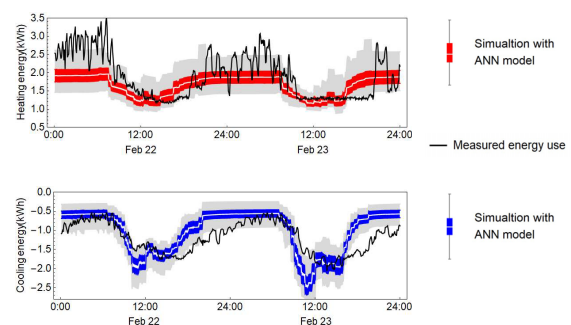 3.5
3.0
2.5
2.0
1.5
1.0
0.5
Heating energy(kWh)
0:00
12:00
24:00
12:00
24:00
Feb 22
Feb 23
Simualtion with
ANN model
Measured energy use
0.0
-0.5
-1.0
-1.5
-2.0
-2.5
Cooling energy(kWh)
0:00
12:00
24:00
12:00
24:00
Feb 22
Feb 23
Simualtion with
ANN model